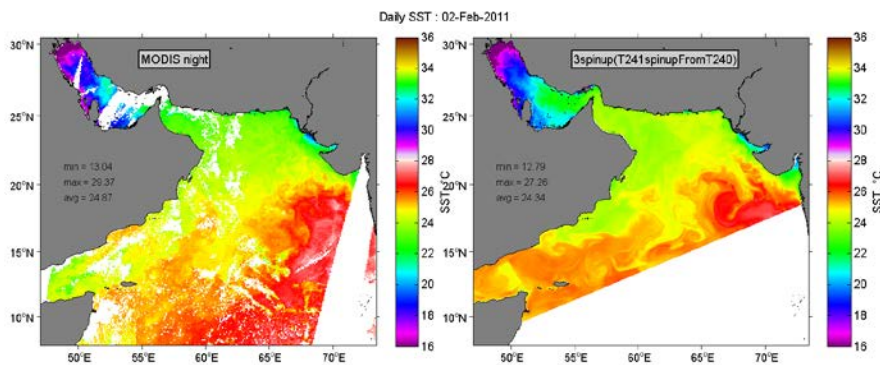 Daily SST : 02-Feb-2011
MODIS night
30°N
25°N
20°N
15°N
10°N
50°E
55°E
60°E
65°E
70°E
min = 13.04
max = 29.37
avg = 24.87
36
34
32
30
28
26
24
22
20
18
16
SST °C
3spinup(T241spinupFromT240)
30°N
25°N
20°N
15°N
10°N
50°E
55°E
60°E
65°E
70°E
min = 12.79
max = 27.26
avg = 24.34
36
34
32
30
28
26
24
22
20
18
16
SST °C